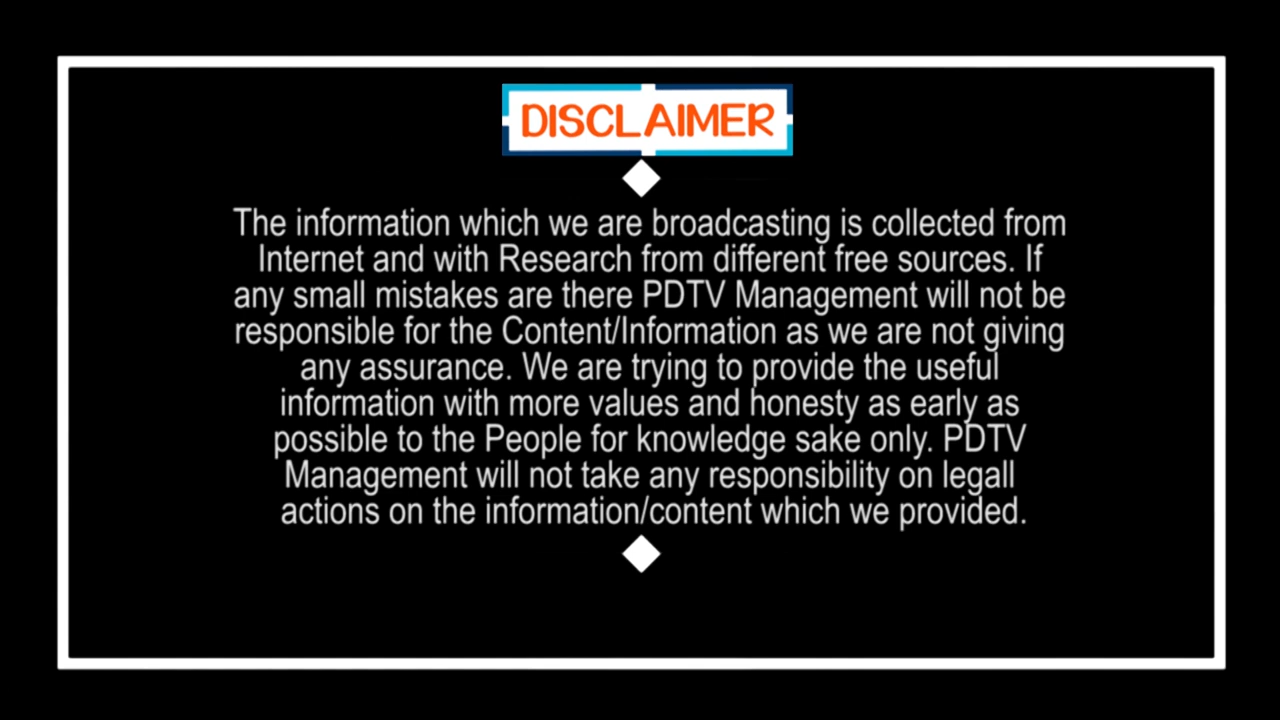 DISCLAIMER
The information which we are broadcasting is collected from
Internet and with Research from different free sources. If
any small mistakes are there PDTV Management will not be
responsible for the Content/Information as we are not giving
any assurance. We are trying to provide the useful
information with more values and honesty as early as
possible to the People for knowledge sake only. PDTV
Management will not take any responsibility on legall
actions on the information/content which we provided.